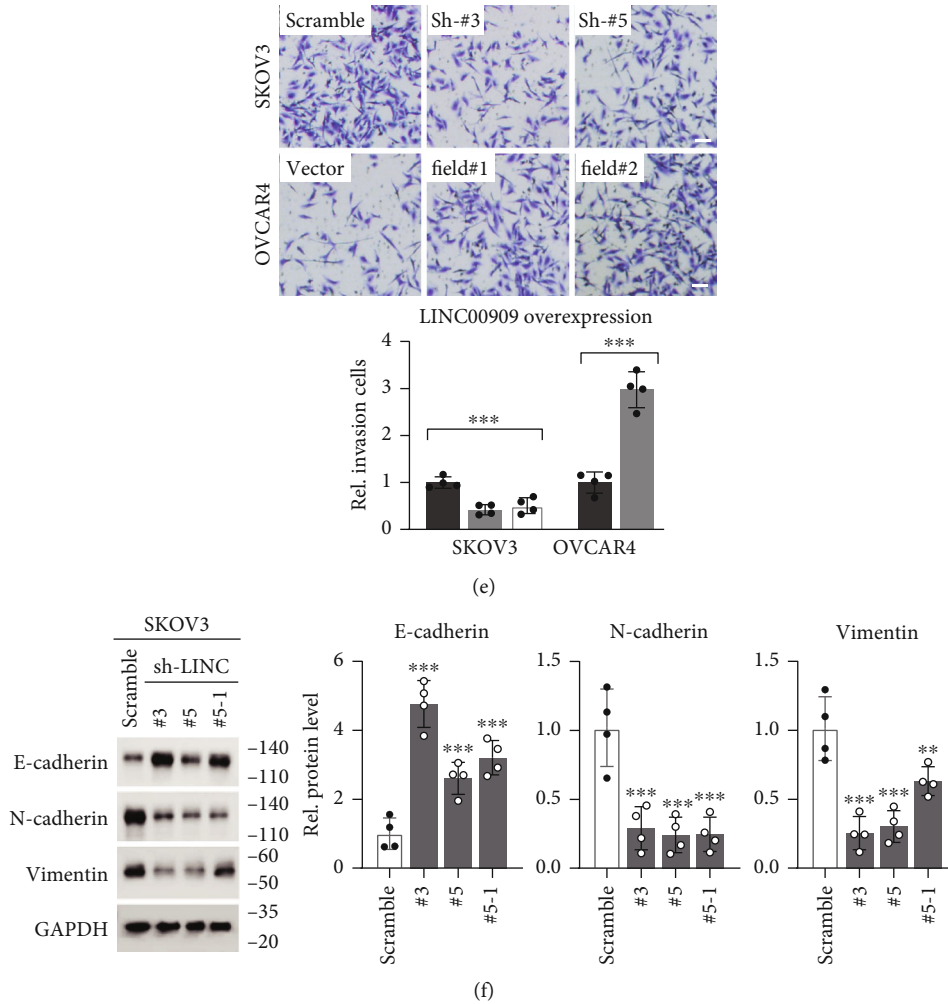 SKOV3
Scramble
Sh-#3
Sh-#5
OVCAR4
Vector
field#1
field#2
LINC00909 overexpression
Rel. invasion cells
4
3
2
1
0
***
***
SKOV3
OVCAR4
(e)
SKOV3
Scramble
sh-LINC
#3
#5
#5-1
E-cadherin
–140
–110
N-cadherin
–140
–110
Vimentin
–60
–50
GAPDH
–35
–20
E-cadherin
Rel. protein level
6
4
2
0
***
***
***
Scramble
#3
#5
#5-1
N-cadherin
1.5
1.0
0.5
0.0
***
***
***
Scramble
#3
#5
#5-1
Vimentin
1.5
1.0
0.5
0.0
***
***
**
Scramble
#3
#5
#5-1
(f)